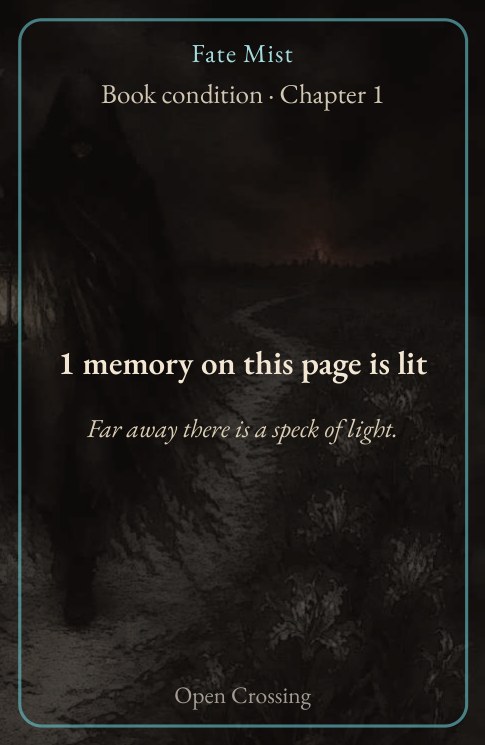 Fate Mist
Book condition · Chapter 1
1 memory on this page is lit
Far away there is a speck of light.
Open Crossing